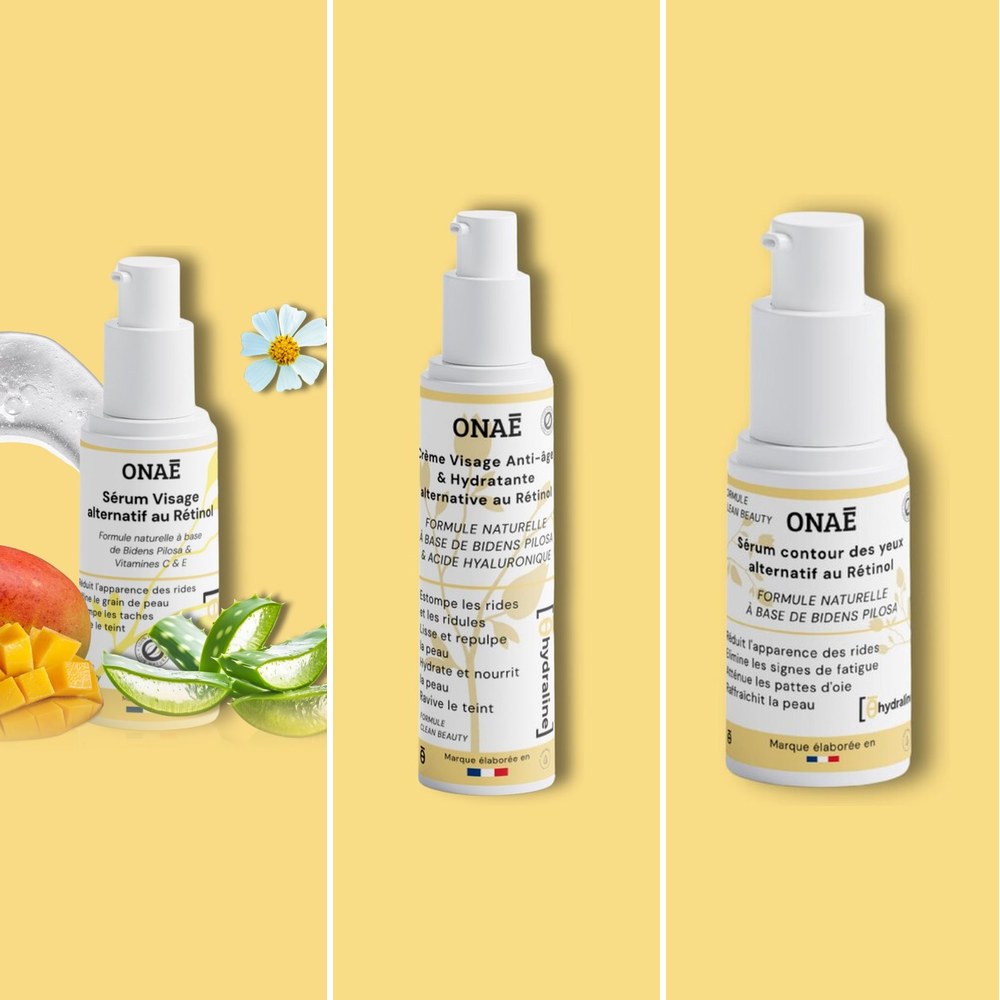 ONAĒ
Sérum Visage
alternatif au Rétinol
Formule naturelle à base
de Bidens Pilosa &
Vitamines C & E
Réduit l'apparence des rides
le grain de peau
les taches
le teint
ONAĒ
Crème Visage Anti-âge
& Hydratante
alternative au Rétinol
FORMULE NATURELLE
À BASE DE BIDENS PILOSA
& ACIDE HYALURONIQUE
Estompe les rides
et les ridules
Lisse et repulpe
la peau
Hydrate et nourrit
la peau
Ravive le teint
[ēhydraline]
FORMULE
CLEAN BEAUTY
Marque élaborée en
FORMULE
CLEAN BEAUTY
ONAĒ
Sérum contour des yeux
alternatif au Rétinol
FORMULE NATURELLE
À BASE DE BIDENS PILOSA
Réduit l'apparence des rides
Élimine les signes de fatigue
Atténue les pattes d'oie
Rafraîchit la peau
[ēhydraline
Marque élaborée en